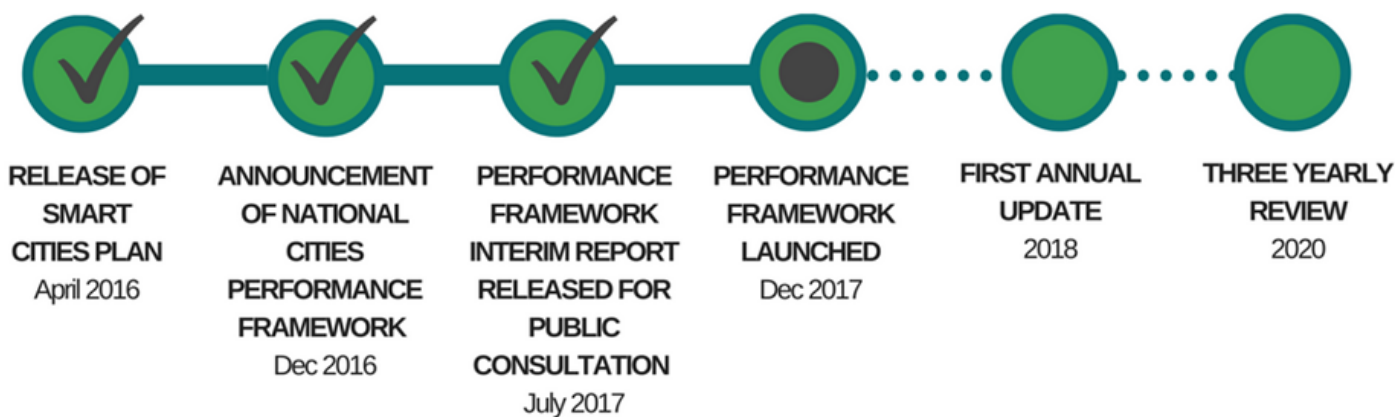 RELEASE OF
SMART
CITIES PLAN
April 2016
ANNOUNCEMENT
OF NATIONAL
CITIES
PERFORMANCE
FRAMEWORK
Dec 2016
PERFORMANCE
FRAMEWORK
INTERIM REPORT
RELEASED FOR
PUBLIC
CONSULTATION
July 2017
PERFORMANCE
FRAMEWORK
LAUNCHED
Dec 2017
FIRST ANNUAL
UPDATE
2018
THREE YEARLY
REVIEW
2020